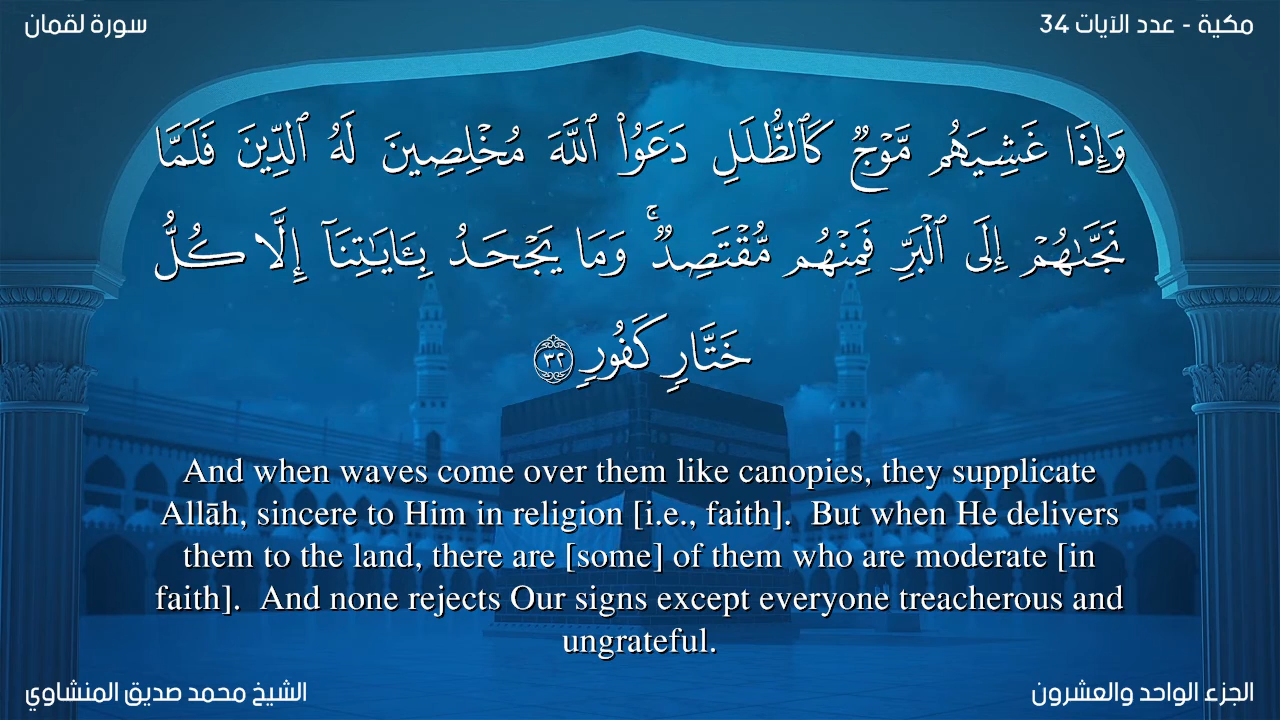 مكية - عدد الآيات 34
سورة لقمان
وَإِذَا غَشِيَهُم مَّوْجٌ كَٱلظُّلَلِ دَعَوُا۟ ٱللَّهَ مُخْلِصِينَ لَهُ ٱلدِّينَ فَلَمَّا
نَجَّىٰهُمْ إِلَى ٱلْبَرِّ فَمِنْهُم مُّقْتَصِدٌ ۚ وَمَا يَجْحَدُ بِـَٔايَـٰتِنَآ إِلَّا كُلُّ
خَتَّارٍ كَفُورٍ ٣٢
And when waves come over them like canopies, they supplicate
Allāh, sincere to Him in religion [i.e., faith].  But when He delivers
them to the land, there are [some] of them who are moderate [in
faith].  And none rejects Our signs except everyone treacherous and
ungrateful.
الجزء الواحد والعشرون
الشيخ محمد صديق المنشاوي